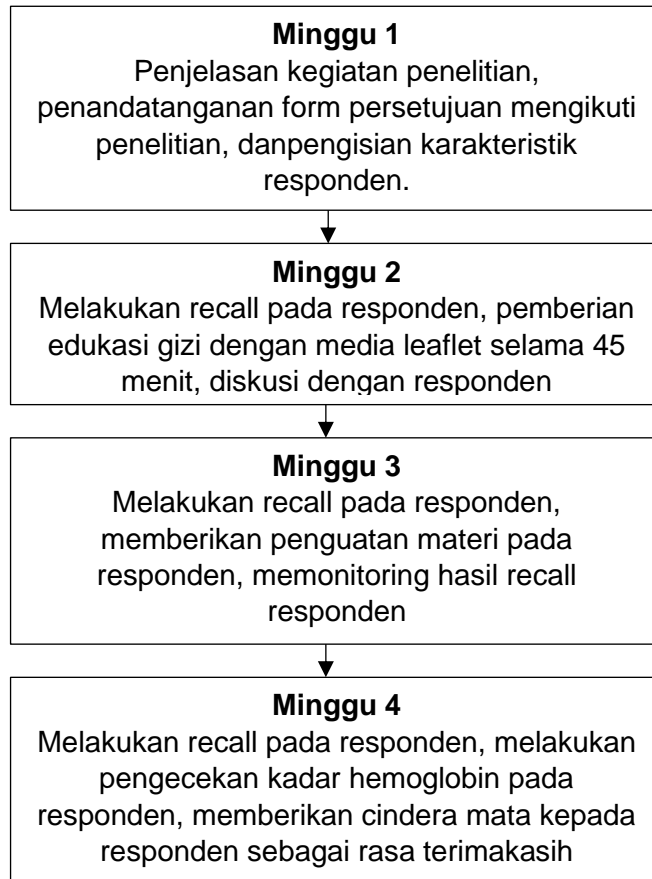 Minggu 1
Penjelasan kegiatan penelitian,
penandatanganan form persetujuan mengikuti
penelitian, danpengisian karakteristik
responden.
Minggu 2
Melakukan recall pada responden, pemberian
edukasi gizi dengan media leaflet selama 45
menit, diskusi dengan responden
Minggu 3
Melakukan recall pada responden,
memberikan penguatan materi pada
responden, memonitoring hasil recall
responden
Minggu 4
Melakukan recall pada responden, melakukan
pengecekan kadar hemoglobin pada
responden, memberikan cindera mata kepada
responden sebagai rasa terimakasih